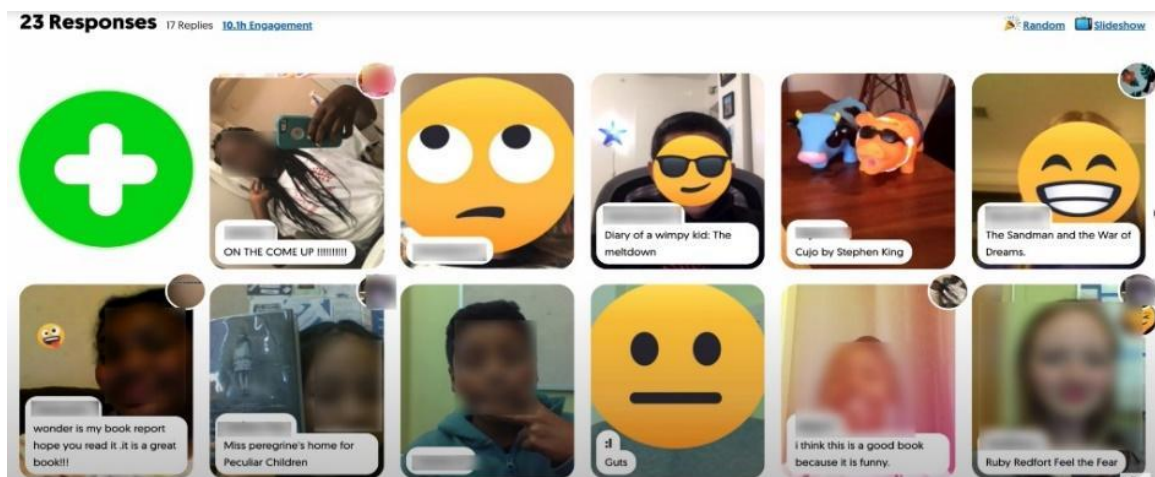 23 Responses 17 Replies 10.1h Engagement
Random Slideshow
ON THE COME UP !!!!!!!!!!
Diary of a wimpy kid: The
meltdown
Cujo by Stephen King
The Sandman and the War of
Dreams.
wonder is my book report
hope you read it .it is a great
book!!!
Miss peregrine's home for
Peculiar Children
:l
Guts
i think this is a good book
because it is funny.
Ruby Redfort Feel the Fear